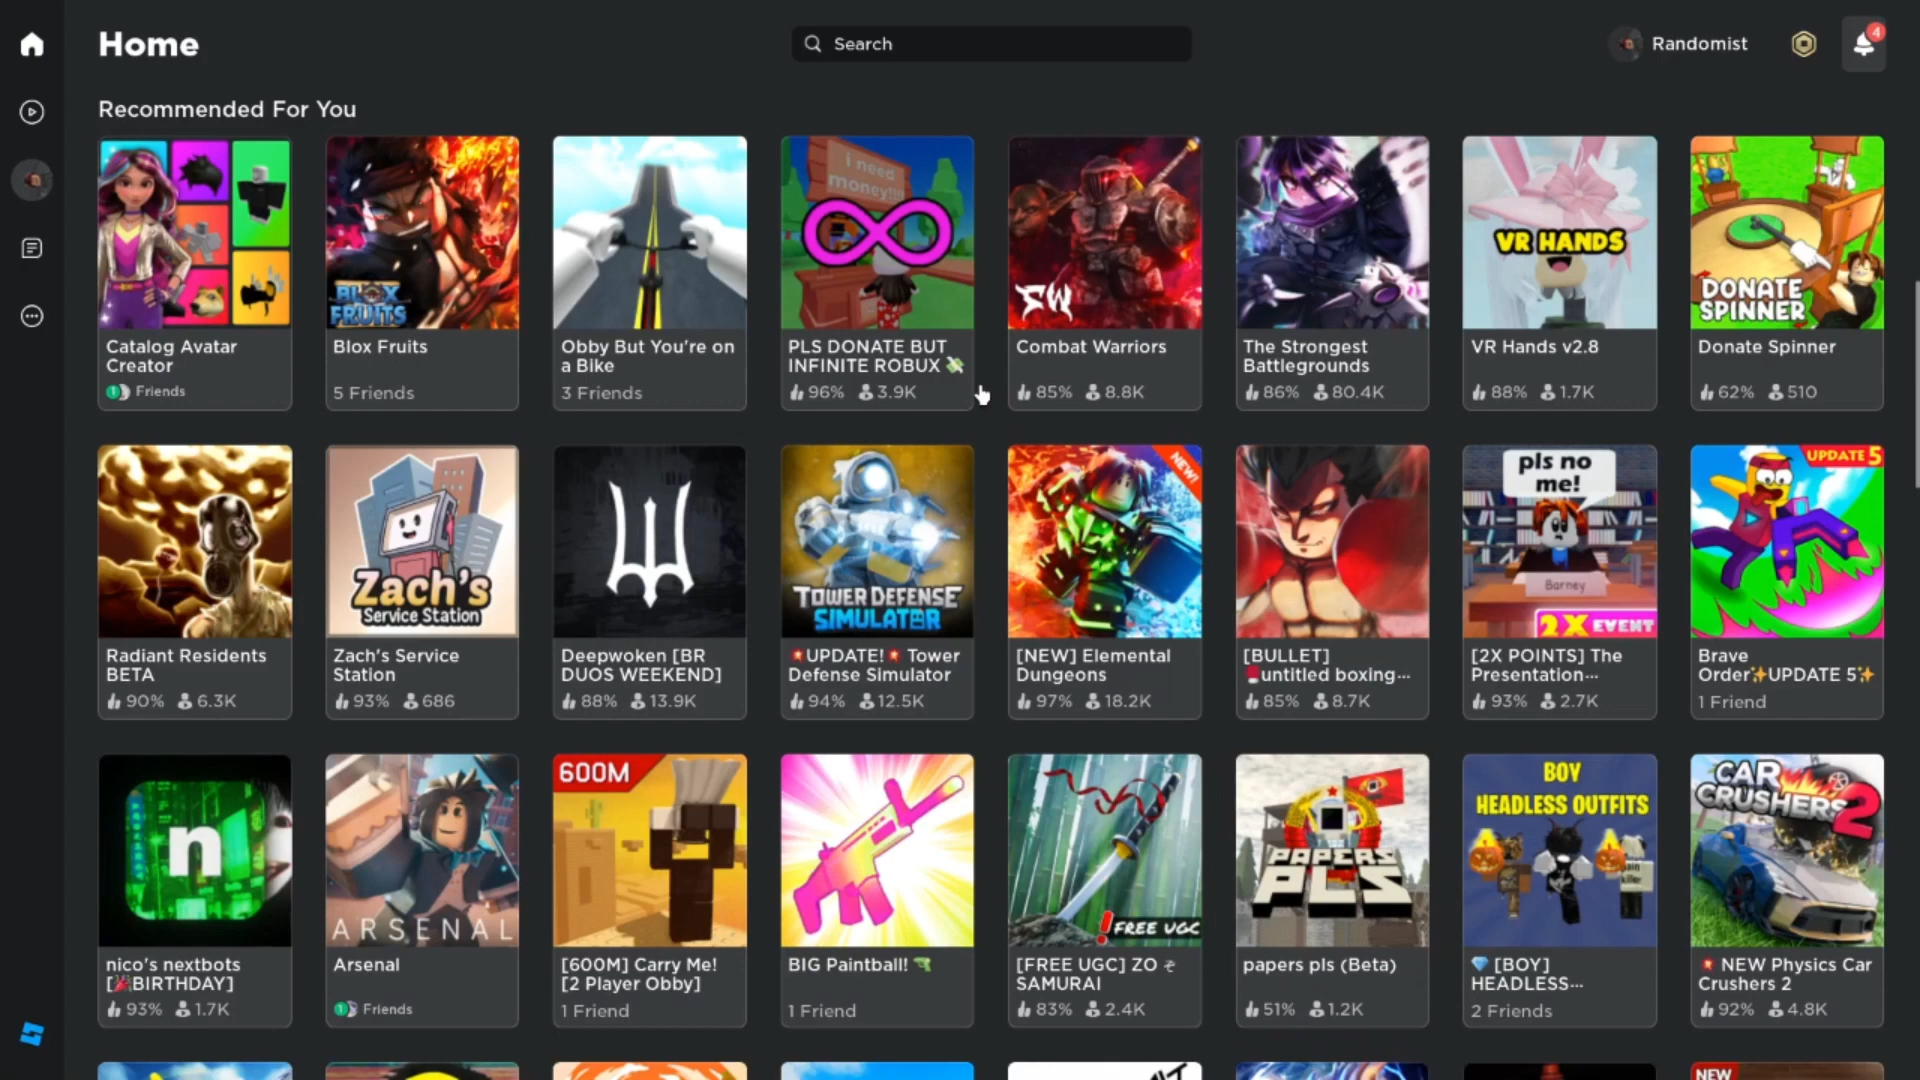 Home
Search
Randomist
4
Recommended For You
BLOX
FRUITS
i need
money!!!
FW
VR HANDS
DONATE
SPINNER
Catalog Avatar
Creator
1 Friends
Blox Fruits
5 Friends
Obby But You're on
a Bike
3 Friends
PLS DONATE BUT
INFINITE ROBUX 💸
96% 3.9K
Combat Warriors
85% 8.8K
The Strongest
Battlegrounds
86% 80.4K
VR Hands v2.8
88% 1.7K
Donate Spinner
62% 510
Zach's
Service Station
TOWER DEFENSE
SIMULATOR
NEW!
pls no
me!
Barney
2X EVENT
UPDATE 5
Radiant Residents
BETA
90% 6.3K
Zach's Service
Station
93% 686
Deepwoken [BR
DUOS WEEKEND]
88% 13.9K
💥UPDATE!💥 Tower
Defense Simulator
94% 12.5K
[NEW] Elemental
Dungeons
97% 18.2K
[BULLET]
🥊untitled boxing...
85% 8.7K
[2X POINTS] The
Presentation...
93% 2.7K
Brave
Order✨UPDATE 5✨
1 Friend
n
ARSENAL
600M
! FREE UGC
PAPERS
PLS
BOY
HEADLESS OUTFITS
CAR
CRUSHERS 2
nico's nextbots
[🎉BIRTHDAY]
93% 1.7K
Arsenal
1 Friends
[600M] Carry Me!
[2 Player Obby]
1 Friend
BIG Paintball! 🔫
1 Friend
[FREE UGC] ZO ぞ
SAMURAI
83% 2.4K
papers pls (Beta)
51% 1.2K
💎 [BOY]
HEADLESS...
2 Friends
💥 NEW Physics Car
Crushers 2
92% 4.8K
NEW